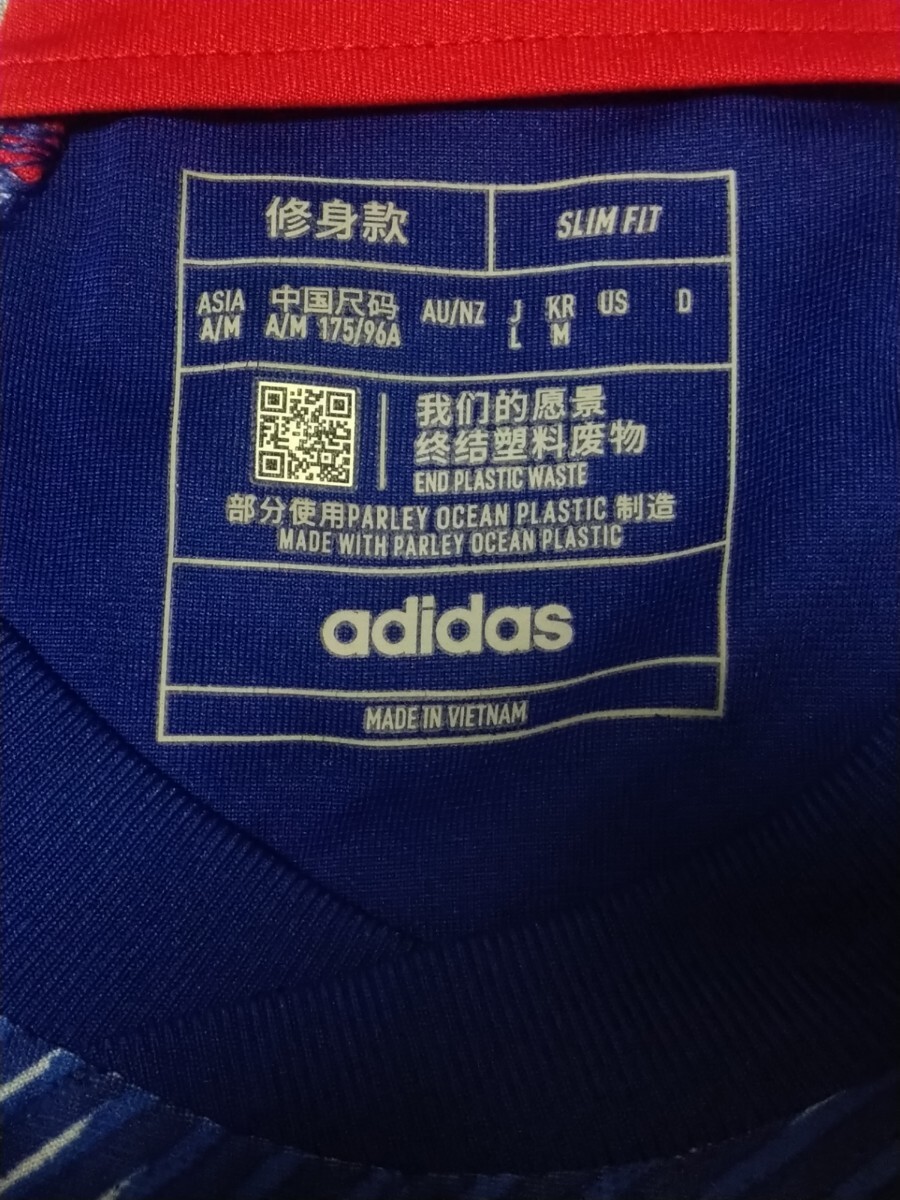 修身款
SLIM FIT
ASIA 中国尺码 AU/NZ J KR US D
A/M A/M 175/96A L M
我们的愿景
终结塑料废物
END PLASTIC WASTE
部分使用PARLEY OCEAN PLASTIC 制造
MADE WITH PARLEY OCEAN PLASTIC
adidas
MADE IN VIETNAM